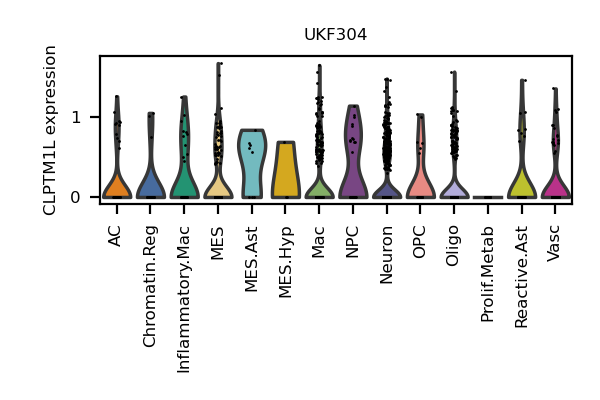 UKF304
CLPTM1L expression
1
0
AC
Chromatin.Reg
Inflammatory.Mac
MES
MES.Ast
MES.Hyp
Mac
NPC
Neuron
OPC
Oligo
Prolif.Metab
Reactive.Ast
Vasc